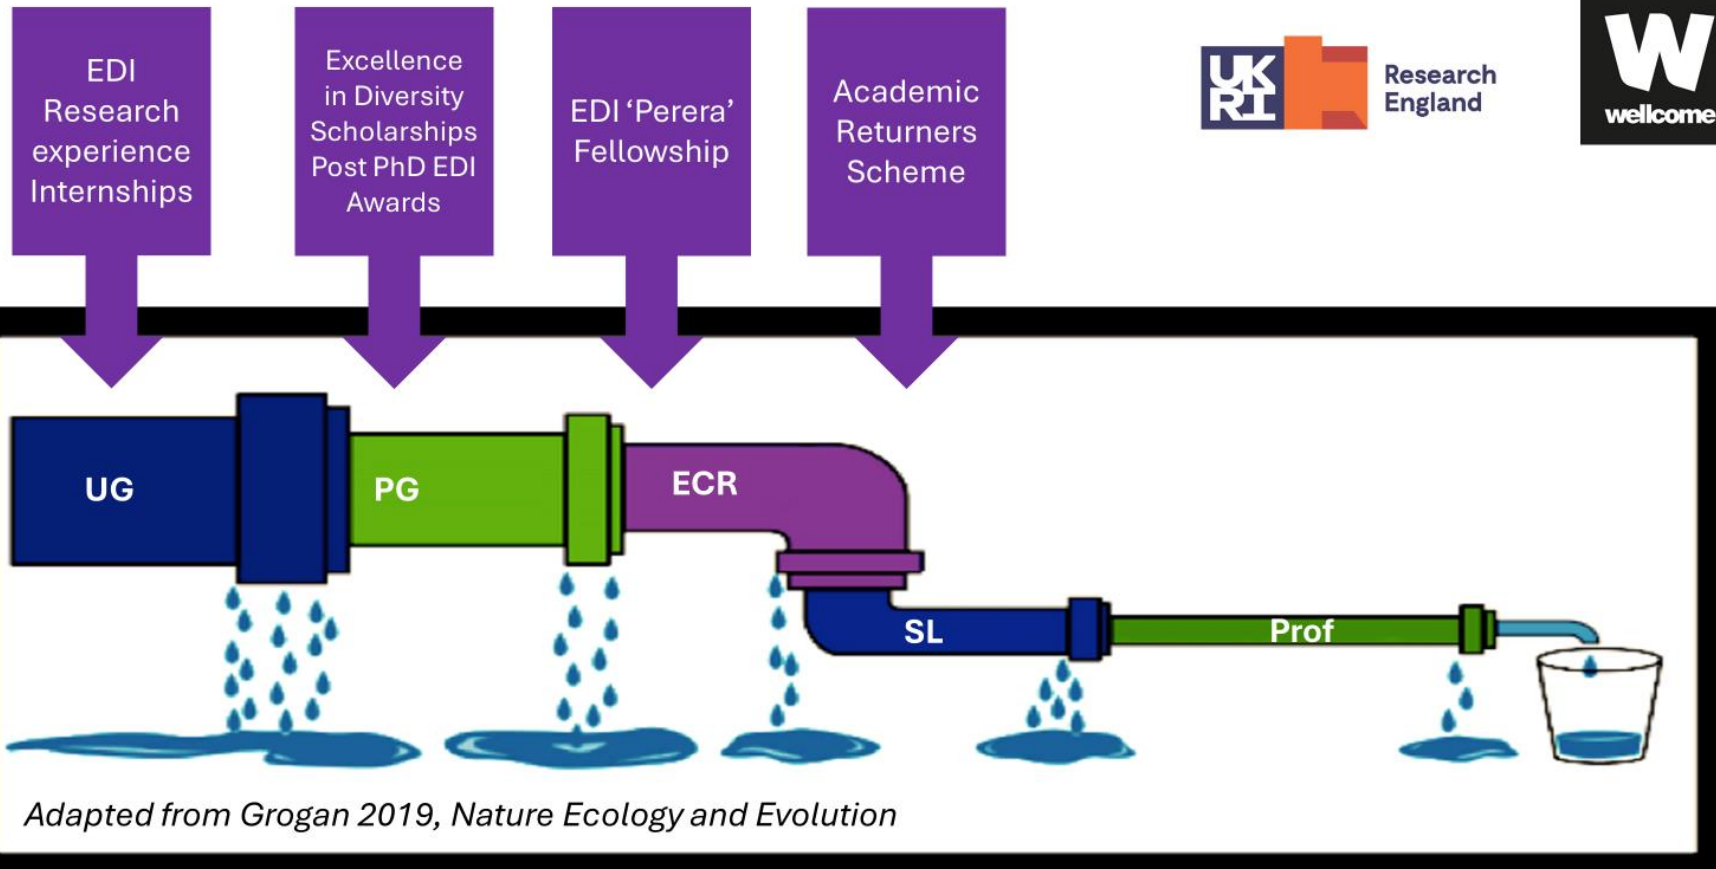 EDI
Research
experience
Internships
Excellence
in Diversity
Scholarships
Post PhD EDI
Awards
EDI ‘Perera’
Fellowship
Academic
Returners
Scheme
UK
RI
Research
England
W
wellcome
UG
PG
ECR
SL
Prof
Adapted from Grogan 2019, Nature Ecology and Evolution